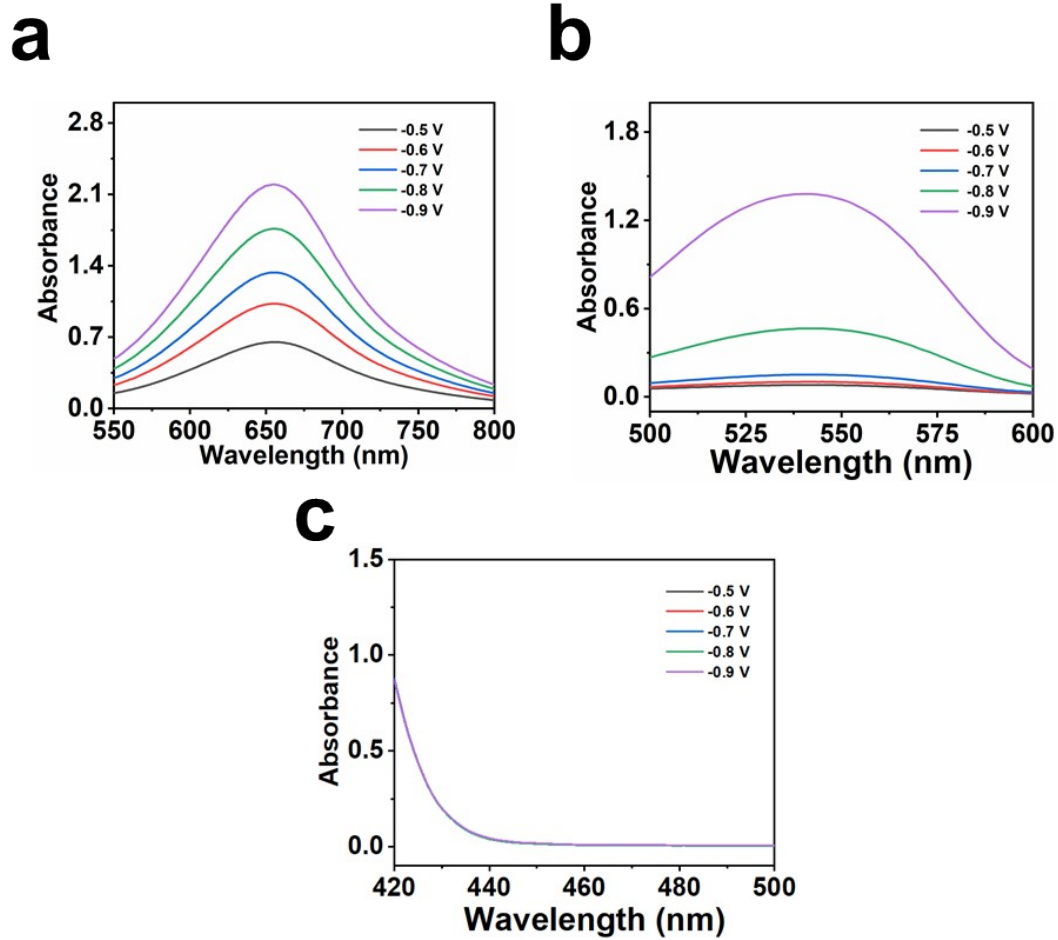 a
2.8
2.1
1.4
0.7
0.0
Absorbance
-0.5 V
-0.6 V
-0.7 V
-0.8 V
-0.9 V
550 600 650 700 750 800
Wavelength (nm)
b
1.8
1.2
0.6
0.0
Absorbance
-0.5 V
-0.6 V
-0.7 V
-0.8 V
-0.9 V
500 525 550 575 600
Wavelength (nm)
c
1.5
1.0
0.5
0.0
Absorbance
-0.5 V
-0.6 V
-0.7 V
-0.8 V
-0.9 V
420 440 460 480 500
Wavelength (nm)